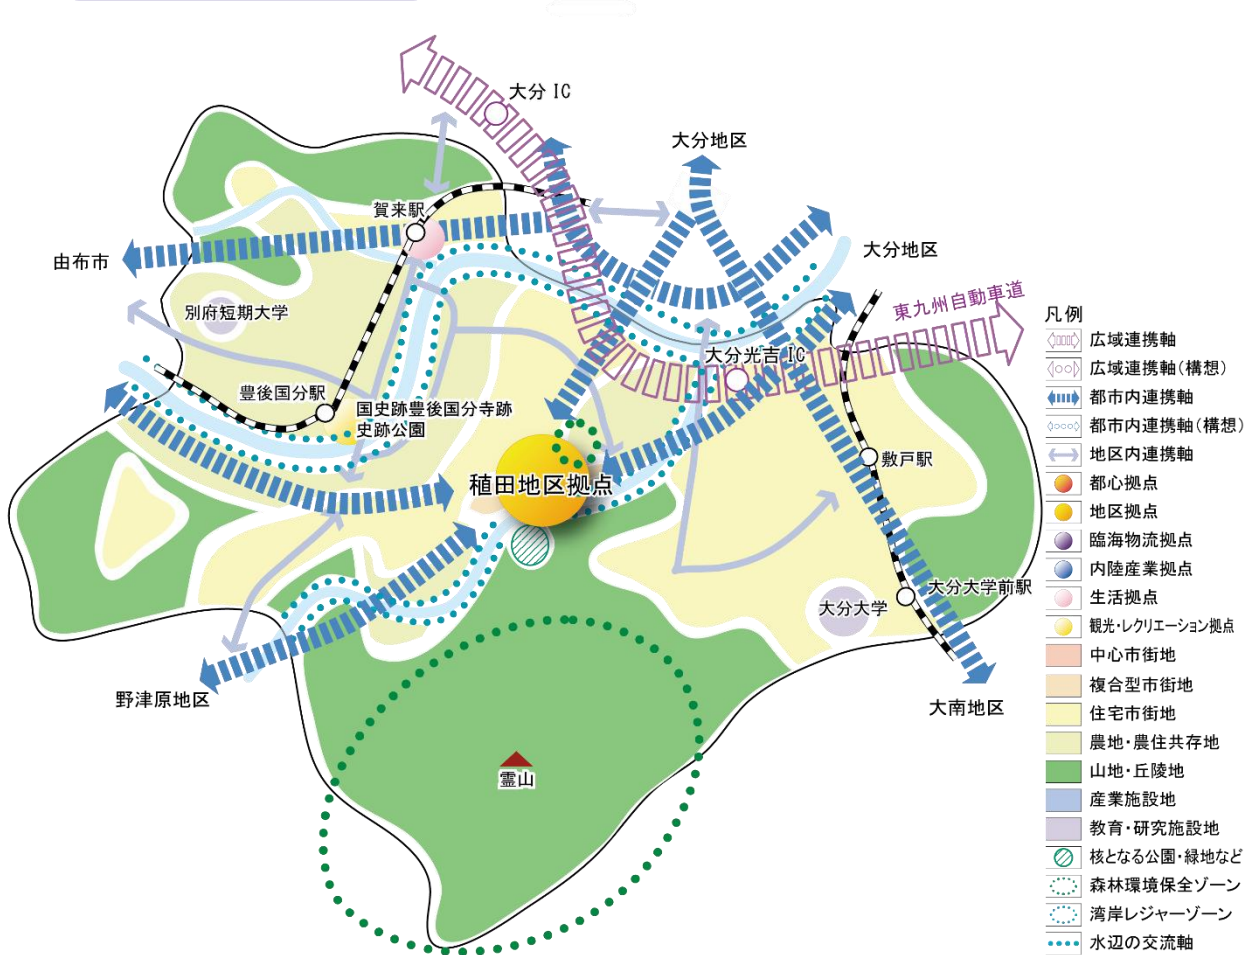 大分 IC
大分地区
賀来駅
大分地区
由布市
別府短期大学
東九州自動車道
大分光吉 IC
豊後国分駅
国史跡豊後国分寺跡
史跡公園
敷戸駅
稙田地区拠点
大分大学前駅
大分大学
野津原地区
大南地区
霊山
凡例
広域連携軸
広域連携軸(構想)
都市内連携軸
都市内連携軸(構想)
地区内連携軸
都心拠点
地区拠点
臨海物流拠点
内陸産業拠点
生活拠点
観光・レクリエーション拠点
中心市街地
複合型市街地
住宅市街地
農地・農住共存地
山地・丘陵地
産業施設地
教育・研究施設地
核となる公園・緑地など
森林環境保全ゾーン
湾岸レジャーゾーン
水辺の交流軸